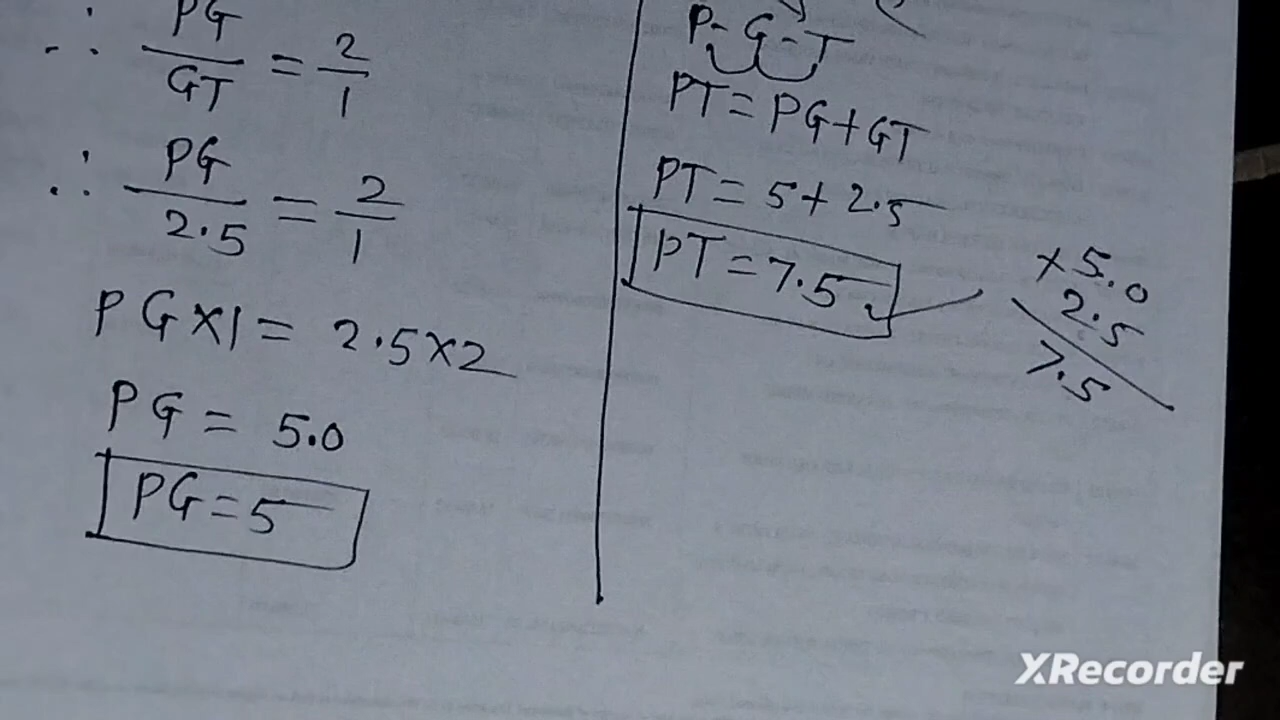 ∴ PG/GT = 2/1
∴ PG/2.5 = 2/1
PG×1 = 2.5×2
PG = 5.0
PG = 5
P-G-T
PT = PG+GT
PT = 5+2.5
PT = 7.5
+5.0
2.5
7.5
XRecorder